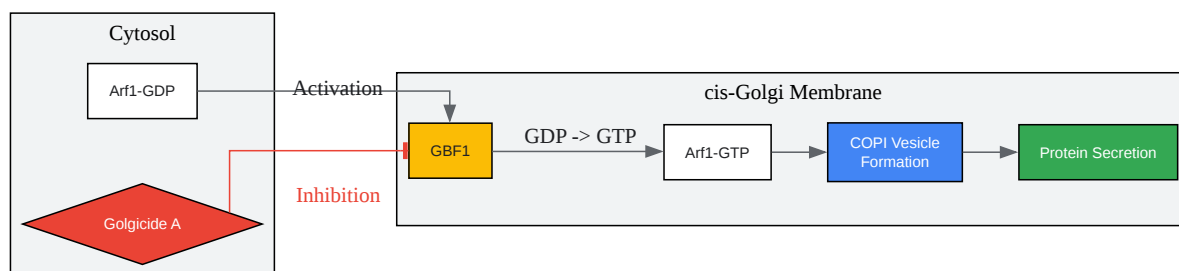 Cytosol
Arf1-GDP
Activation
cis-Golgi Membrane
GBF1
GDP -> GTP
Arf1-GTP
COPI Vesicle
Formation
Protein Secretion
Inhibition
Golgicide A